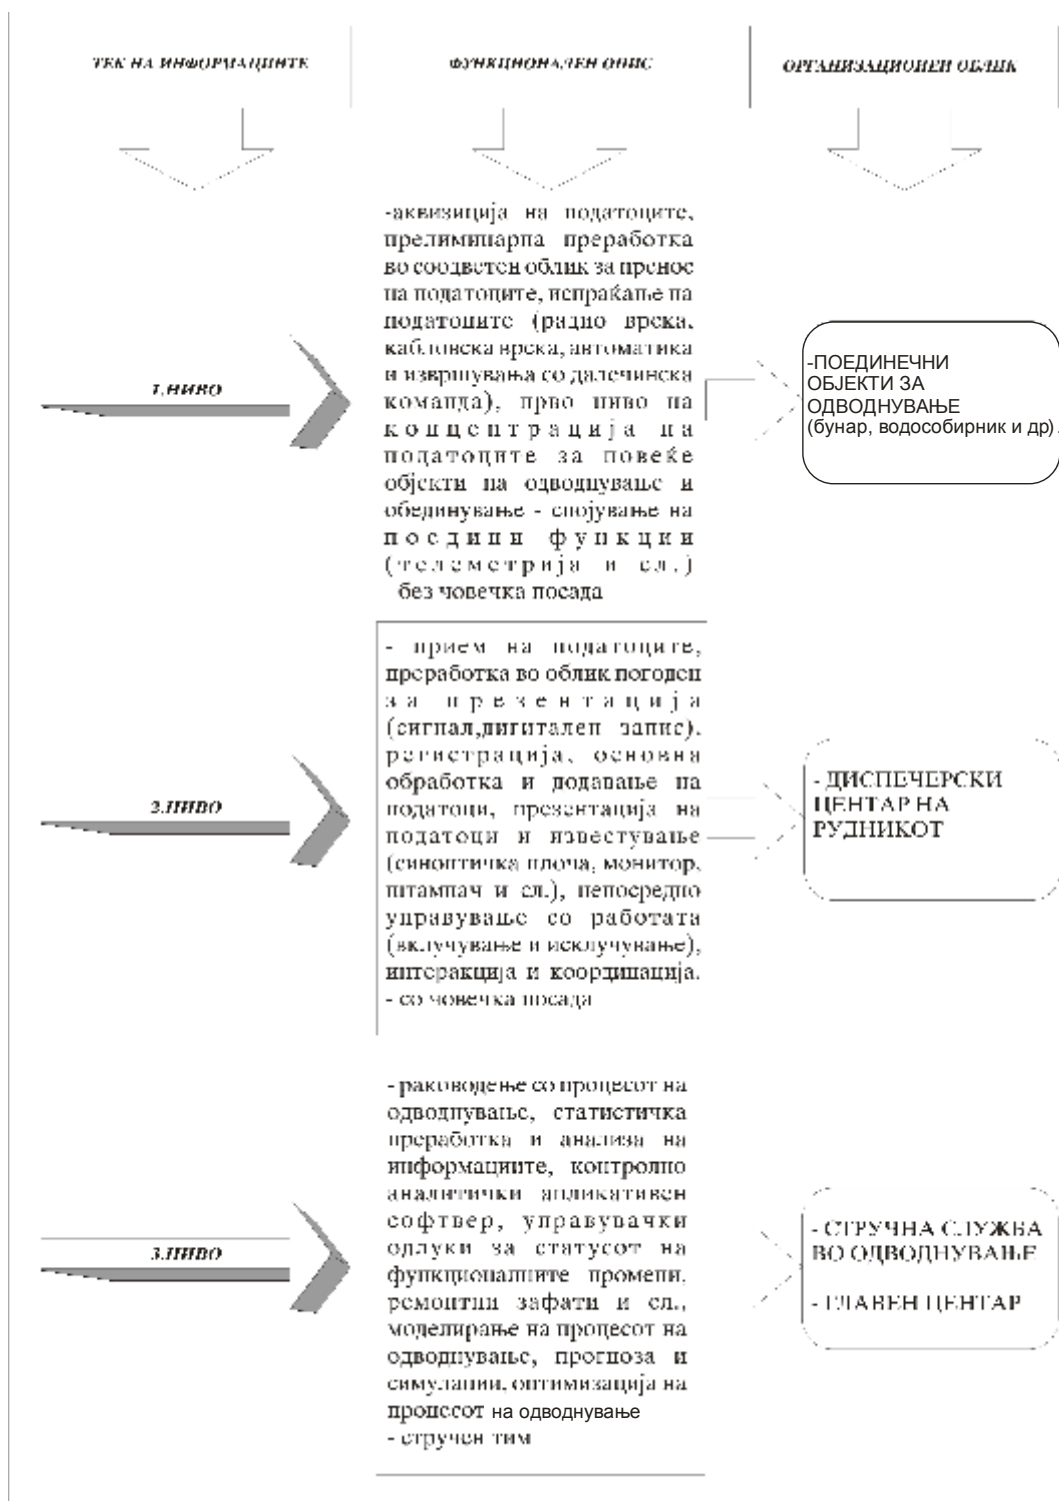 ТЕК НА ИНФОРМАЦИИТЕ
ФУНКЦИОНАЛЕН ОПИС
ОРГАНИЗАЦИОНЕН ОБЛИК
1.НИВО
-аквизиција на податоците,
прелиминарна преработка
во соодветен облик за пренос
на податоците, испраќање на
податоците (радио врска,
кабловска врска, автоматика
и извршувања со далечинска
команда), прво ниво на
концентрација на
податоците за повеќе
објекти на одводнување и
обединување - спојување на
поедини функции
(телеметрија и сл.)
без човечка посада
-ПОЕДИНЕЧНИ
ОБЈЕКТИ ЗА
ОДВОДНУВАЊЕ
(бунар, водособирник и др).
2.НИВО
- прием на податоците,
преработка во облик погоден
за презентација
(сигнал,дигитален запис).
регистрација, основна
обработка и додавање на
податоци, презентација на
податоци и известување
(синоптичка плоча, монитор,
штампач и сл.), непосредно
управување со работата
(вклучување и исклучување),
интеракција и координација.
- со човечка посада
- ДИСПЕЧЕРСКИ
ЦЕНТАР НА
РУДНИКОТ
3.НИВО
- раководење со процесот на
одводнување, статистичка
преработка и анализа на
информациите, контролно
аналитички апликативен
софтвер, управувачки
одлуки за статусот на
функционалните промени,
ремонтни зафати и сл.,
моделирање на процесот на
одводнување, прогноза и
симулации, оптимизација на
процесот на одводнување
- стручен тим
- СТРУЧНА СЛУЖБА
ВО ОДВОДНУВАЊЕ
- ГЛАВЕН ЦЕНТАР